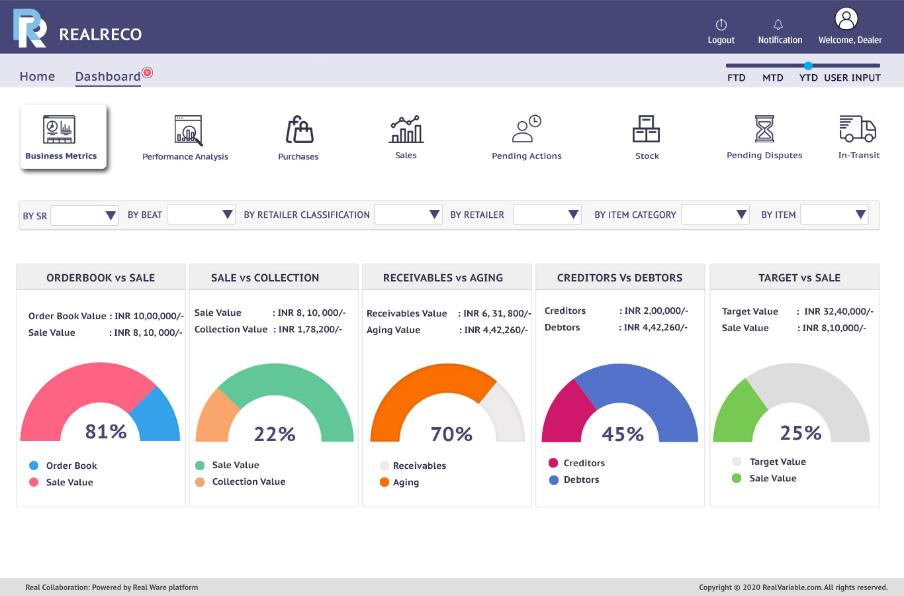 REALRECO
Logout Notification Welcome, Dealer
Home Dashboard
FTD MTD YTD USER INPUT
Business Metrics Performance Analysis Purchases Sales Pending Actions Stock Pending Disputes In-Transit
BY SR BY BEAT BY RETAILER CLASSIFICATION BY RETAILER BY ITEM CATEGORY BY ITEM
ORDERBOOK vs SALE
Order Book Value : INR 10,00,000/-
Sale Value : INR 8, 10, 000/-
81%
Order Book
Sale Value
SALE vs COLLECTION
Sale Value : INR 8, 10, 000/-
Collection Value : INR 1,78,200/-
22%
Sale Value
Collection Value
RECEIVABLES vs AGING
Receivables Value : INR 6, 31, 800/-
Aging Value : INR 4,42,260/-
70%
Receivables
Aging
CREDITORS Vs DEBTORS
Creditors : INR 2,00,000/-
Debtors : INR 4,42,260/-
45%
Creditors
Debtors
TARGET vs SALE
Target Value : INR 32,40,000/-
Sale Value : INR 8,10,000/-
25%
Target Value
Sale Value
Real Collaboration: Powered by Real Ware platform
Copyright © 2020 RealVariable.com. All rights reserved.